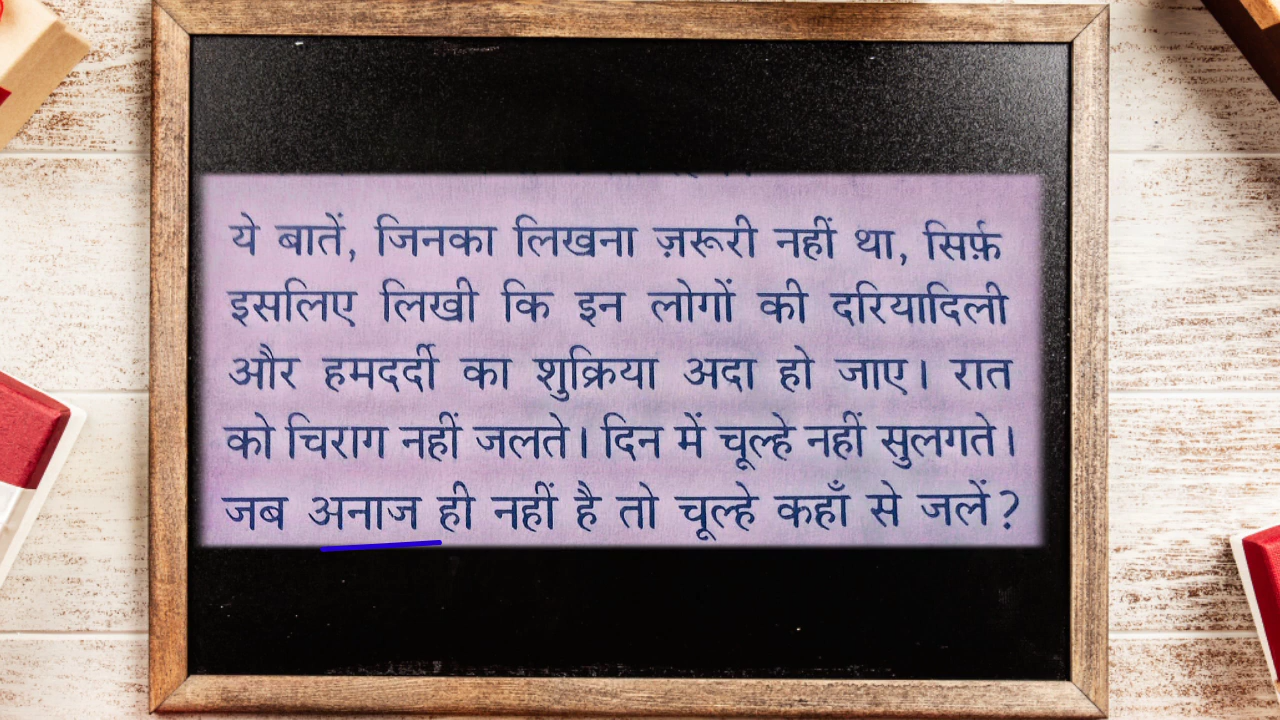 ये बातें, जिनका लिखना ज़रूरी नहीं था, सिर्फ़
इसलिए लिखी कि इन लोगों की दरियादिली
और हमदर्दी का शुक्रिया अदा हो जाए। रात
को चिराग नहीं जलते। दिन में चूल्हे नहीं सुलगते।
जब अनाज ही नहीं है तो चूल्हे कहाँ से जलें?